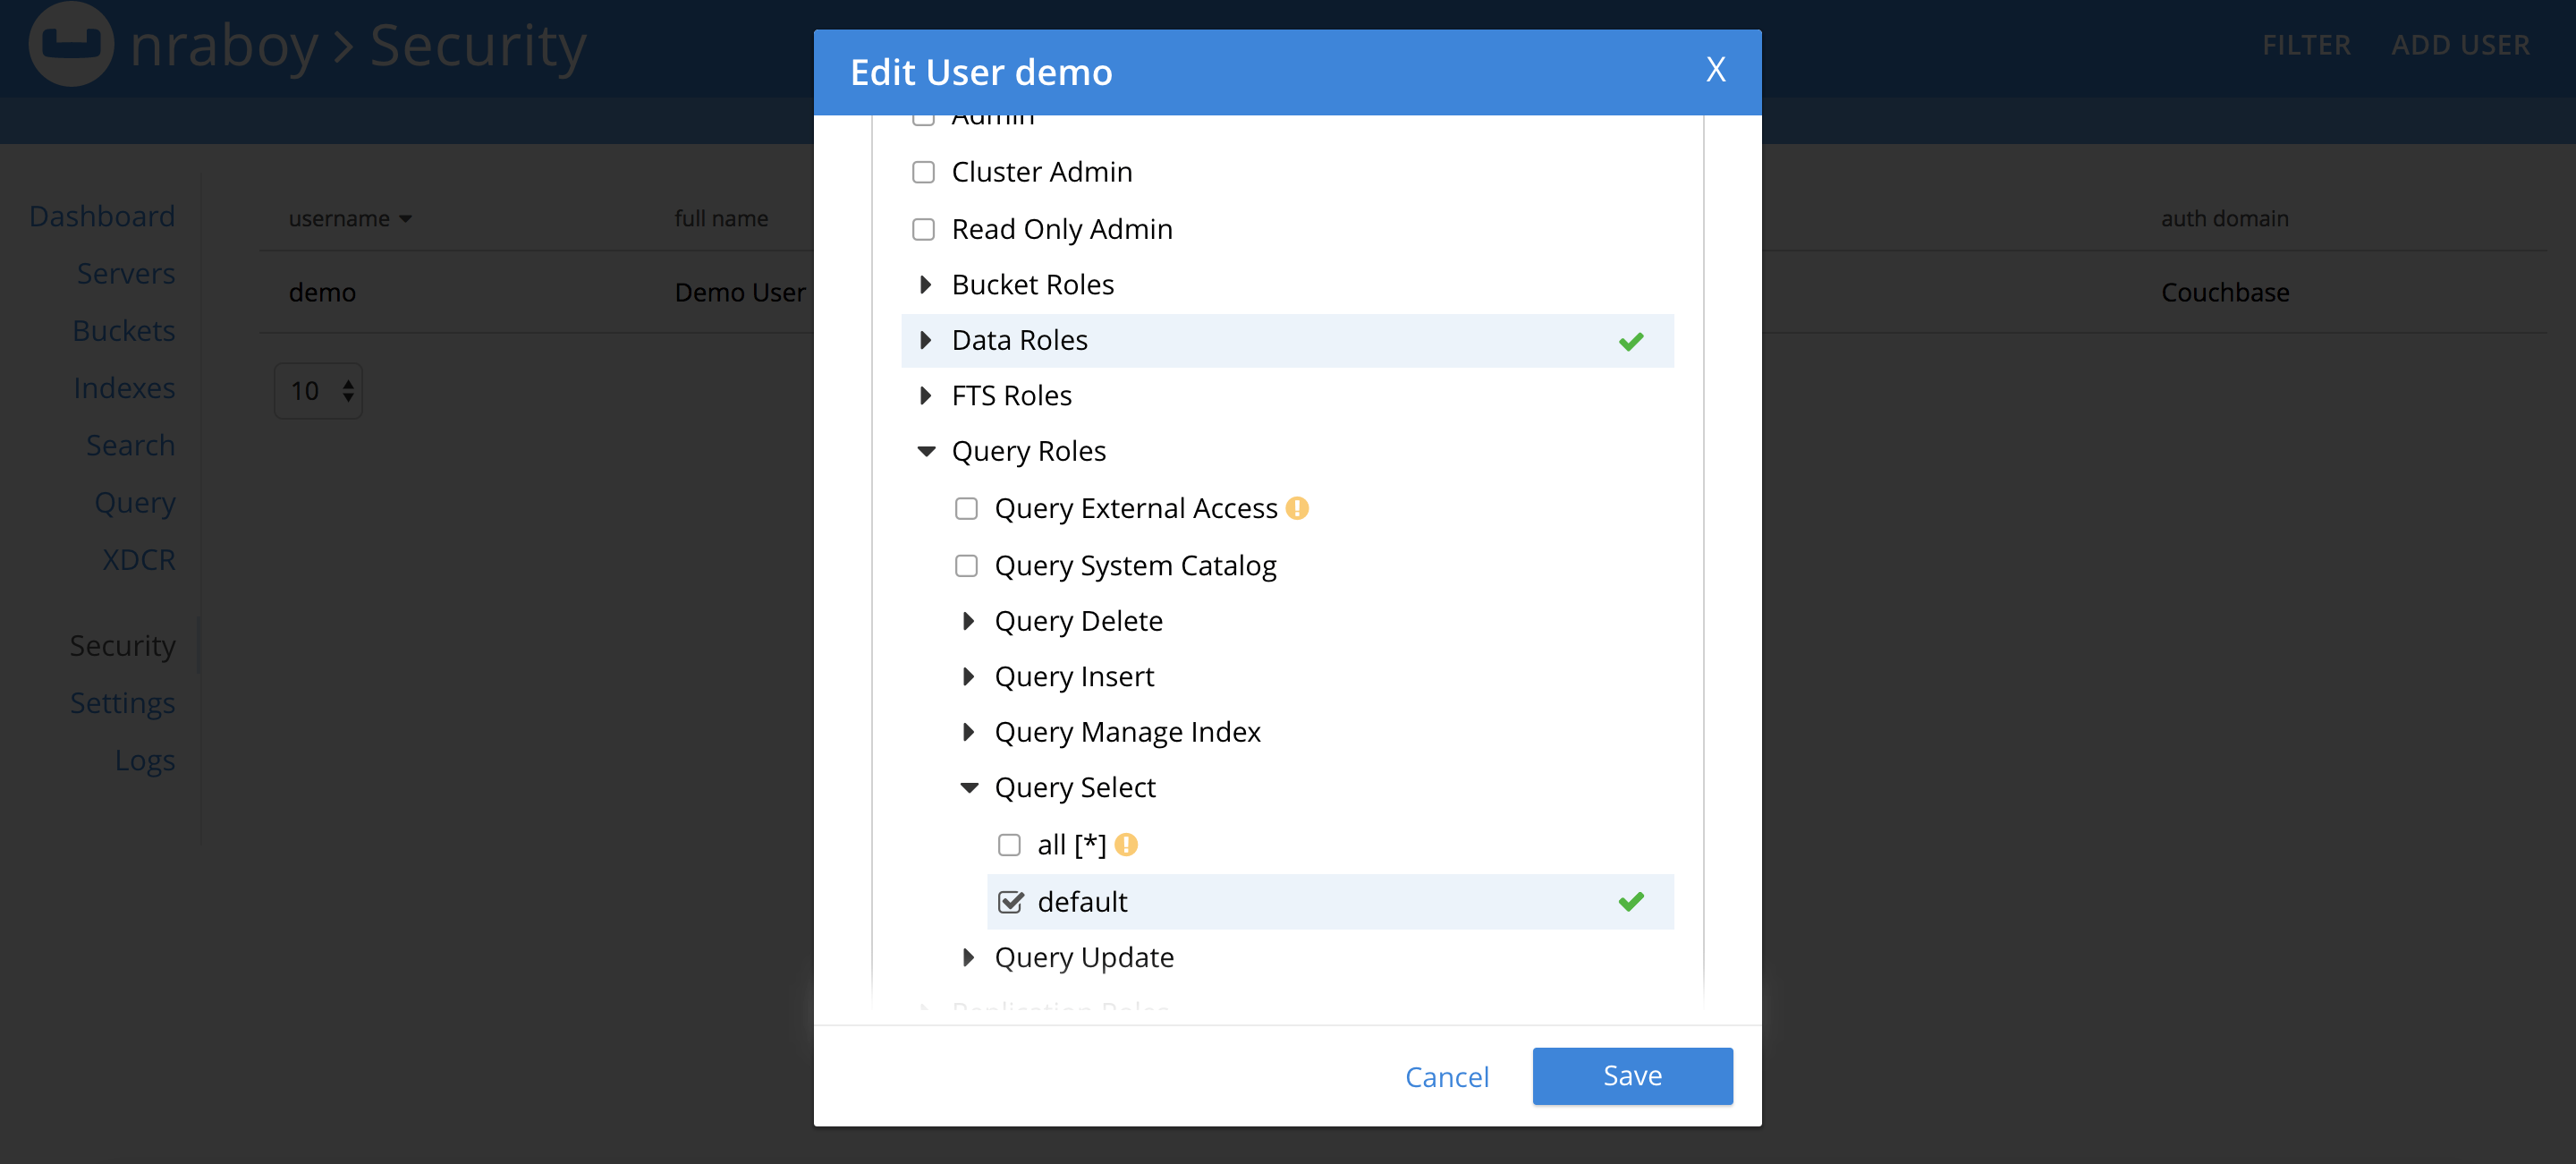 nraboy > Security
FILTER
ADD USER
Edit User demo
X
Dashboard
Servers
Buckets
Indexes
Search
Query
XDCR
Security
Settings
Logs
username
full name
auth domain
demo
Demo User
Couchbase
10
Admin
Cluster Admin
Read Only Admin
Bucket Roles
Data Roles
FTS Roles
Query Roles
Query External Access
Query System Catalog
Query Delete
Query Insert
Query Manage Index
Query Select
all [*]
default
Query Update
Replication Roles
Cancel
Save